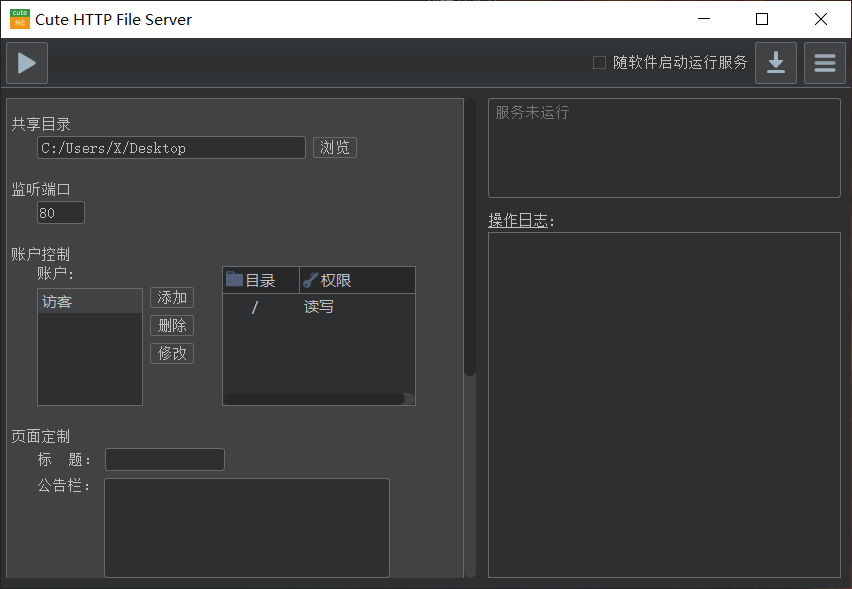 cute
ME
Cute HTTP File Server
随软件启动运行服务
共享目录
C:/Users/X/Desktop
浏览
监听端口
80
账户控制
账户:
访客
添加
删除
修改
目录
权限
/
读写
页面定制
标 题:
公告栏:
服务未运行
操作日志: